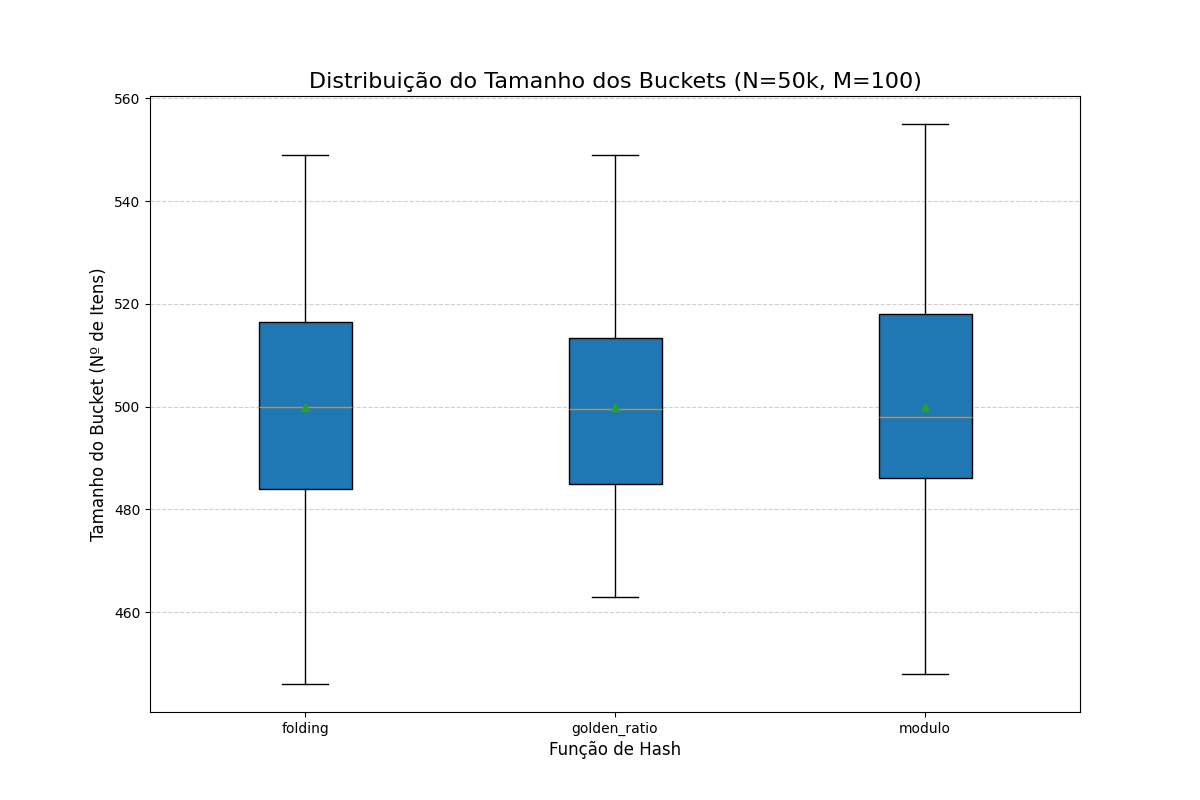 Distribuição do Tamanho dos Buckets (N=50k, M=100)
Tamanho do Bucket (Nº de Itens)
560
540
520
500
480
460
folding
golden_ratio
modulo
Função de Hash